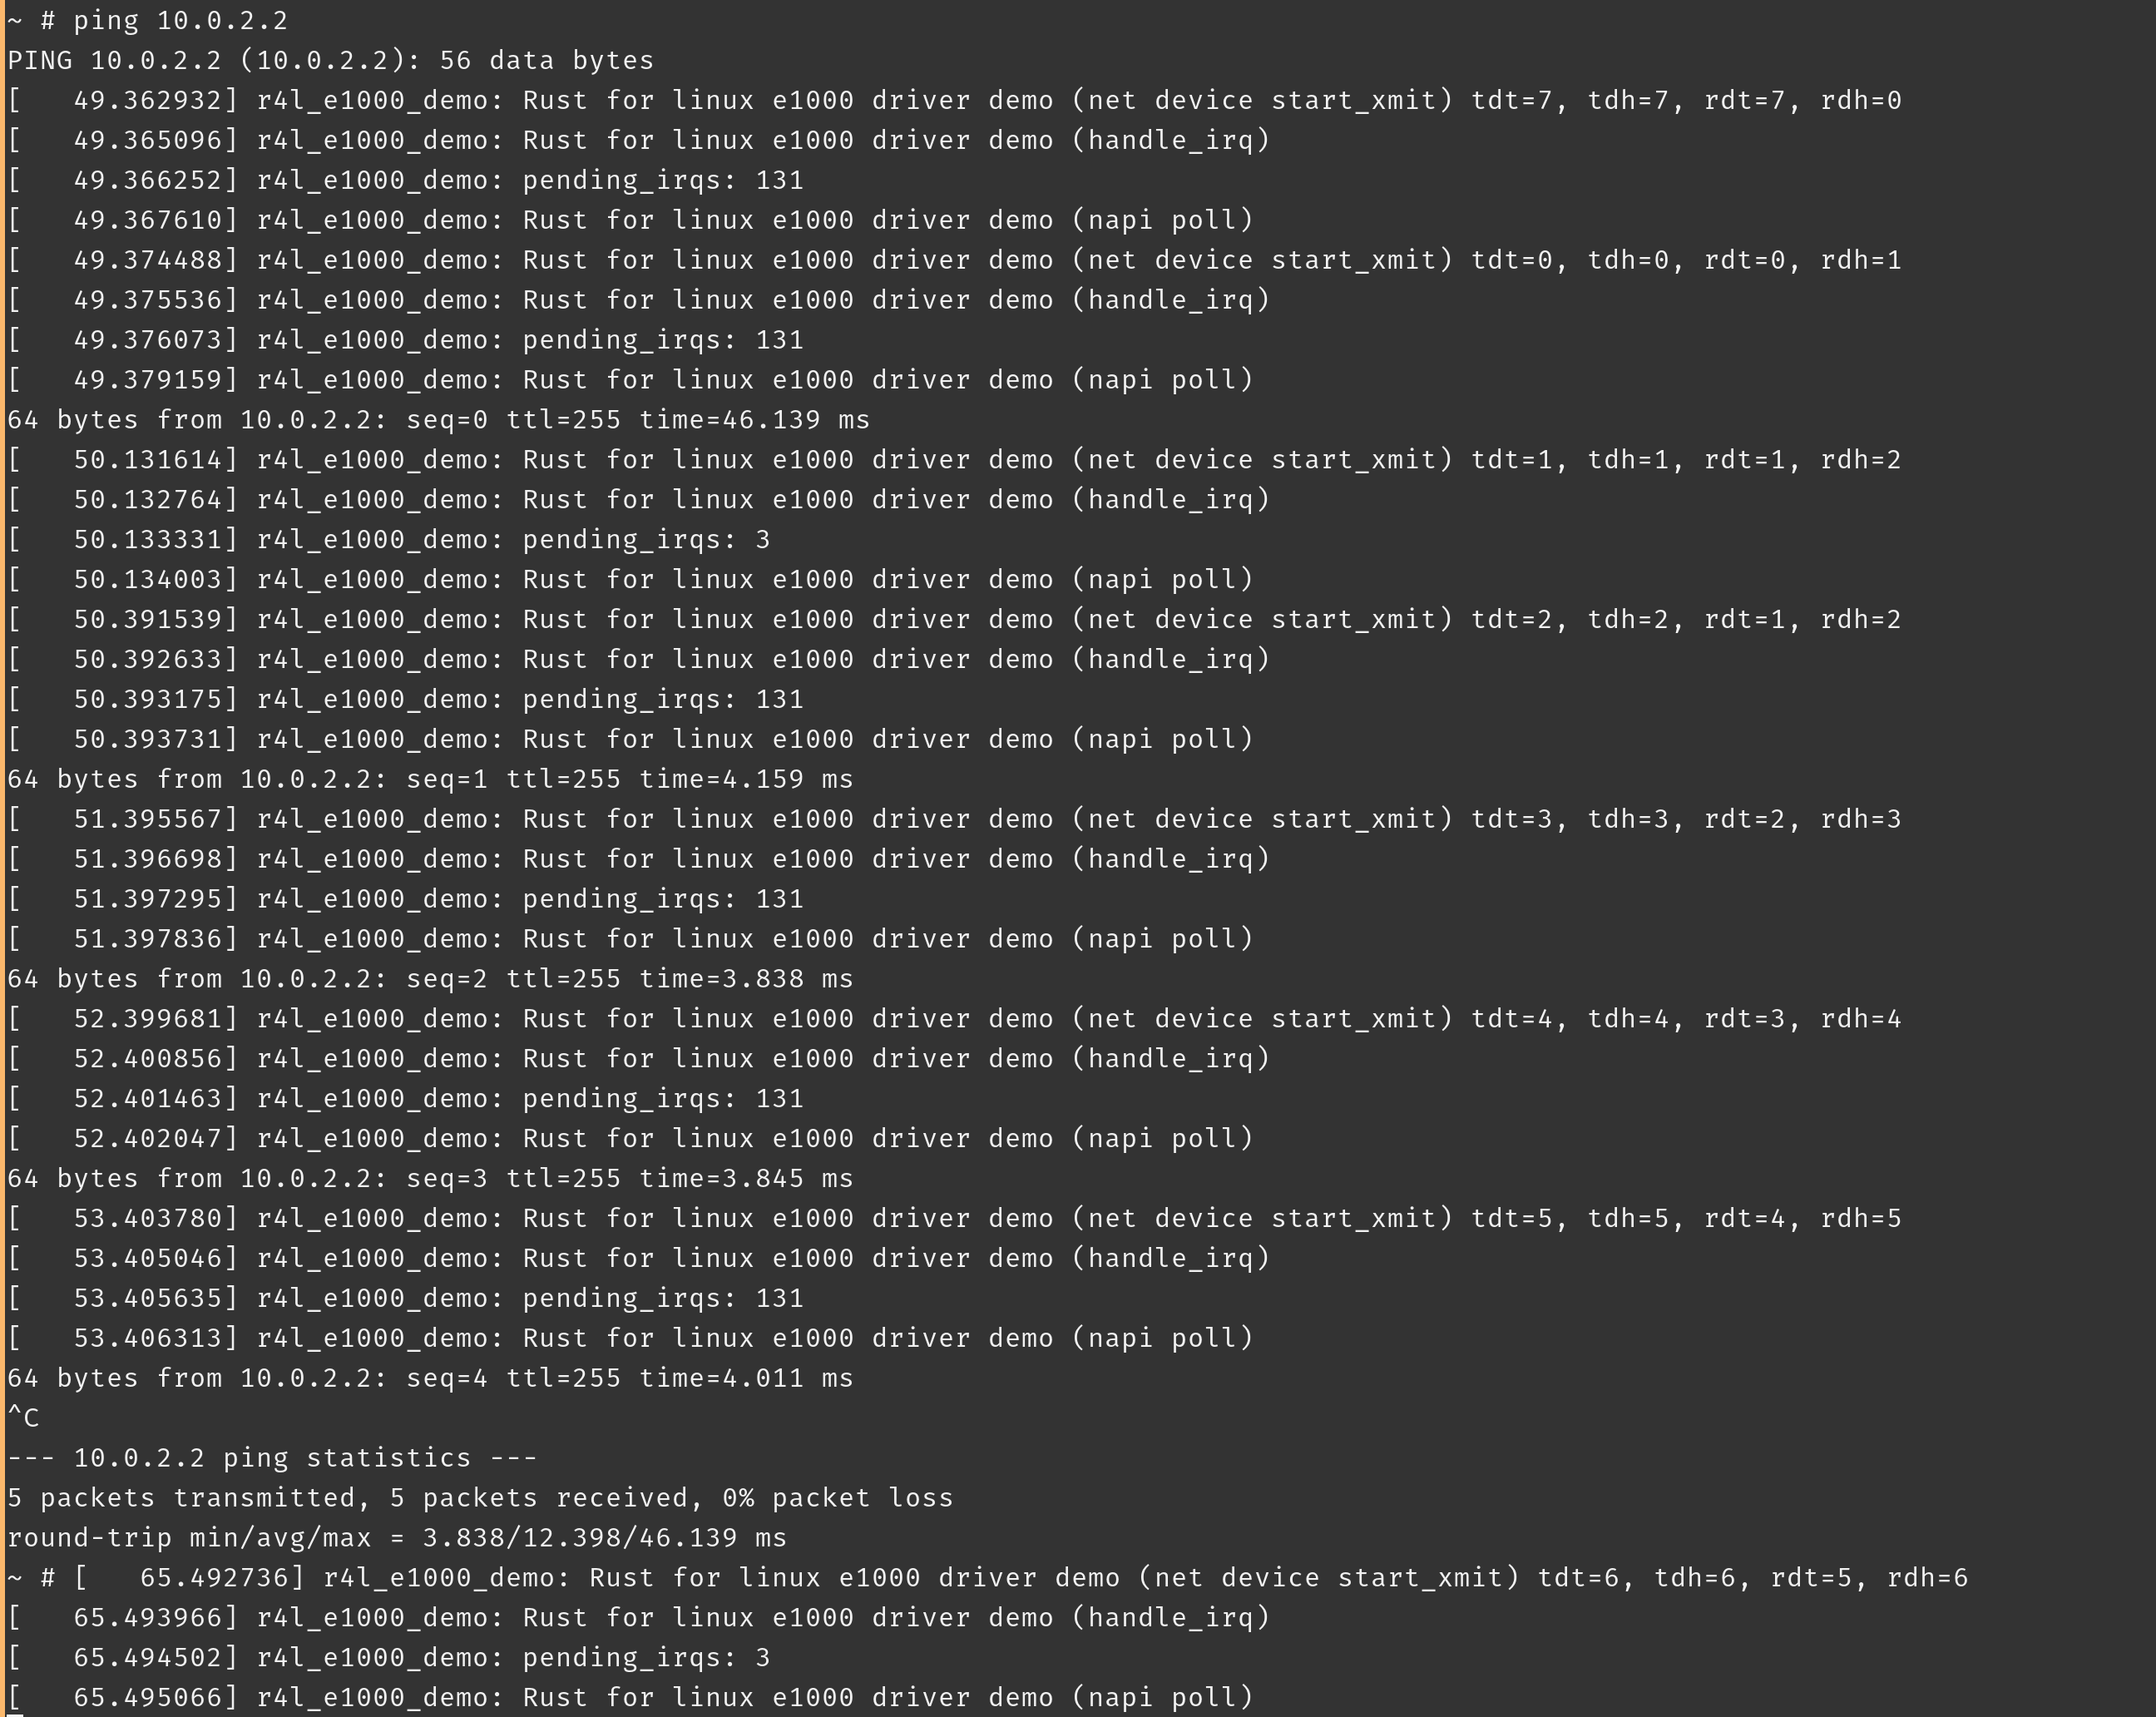 ~ # ping 10.0.2.2
PING 10.0.2.2 (10.0.2.2): 56 data bytes
[   49.362932] r4l_e1000_demo: Rust for linux e1000 driver demo (net device start_xmit) tdt=7, tdh=7, rdt=7, rdh=0
[   49.365096] r4l_e1000_demo: Rust for linux e1000 driver demo (handle_irq)
[   49.366252] r4l_e1000_demo: pending_irqs: 131
[   49.367610] r4l_e1000_demo: Rust for linux e1000 driver demo (napi poll)
[   49.374488] r4l_e1000_demo: Rust for linux e1000 driver demo (net device start_xmit) tdt=0, tdh=0, rdt=0, rdh=1
[   49.375536] r4l_e1000_demo: Rust for linux e1000 driver demo (handle_irq)
[   49.376073] r4l_e1000_demo: pending_irqs: 131
[   49.379159] r4l_e1000_demo: Rust for linux e1000 driver demo (napi poll)
64 bytes from 10.0.2.2: seq=0 ttl=255 time=46.139 ms
[   50.131614] r4l_e1000_demo: Rust for linux e1000 driver demo (net device start_xmit) tdt=1, tdh=1, rdt=1, rdh=2
[   50.132764] r4l_e1000_demo: Rust for linux e1000 driver demo (handle_irq)
[   50.133331] r4l_e1000_demo: pending_irqs: 3
[   50.134003] r4l_e1000_demo: Rust for linux e1000 driver demo (napi poll)
[   50.391539] r4l_e1000_demo: Rust for linux e1000 driver demo (net device start_xmit) tdt=2, tdh=2, rdt=1, rdh=2
[   50.392633] r4l_e1000_demo: Rust for linux e1000 driver demo (handle_irq)
[   50.393175] r4l_e1000_demo: pending_irqs: 131
[   50.393731] r4l_e1000_demo: Rust for linux e1000 driver demo (napi poll)
64 bytes from 10.0.2.2: seq=1 ttl=255 time=4.159 ms
[   51.395567] r4l_e1000_demo: Rust for linux e1000 driver demo (net device start_xmit) tdt=3, tdh=3, rdt=2, rdh=3
[   51.396698] r4l_e1000_demo: Rust for linux e1000 driver demo (handle_irq)
[   51.397295] r4l_e1000_demo: pending_irqs: 131
[   51.397836] r4l_e1000_demo: Rust for linux e1000 driver demo (napi poll)
64 bytes from 10.0.2.2: seq=2 ttl=255 time=3.838 ms
[   52.399681] r4l_e1000_demo: Rust for linux e1000 driver demo (net device start_xmit) tdt=4, tdh=4, rdt=3, rdh=4
[   52.400856] r4l_e1000_demo: Rust for linux e1000 driver demo (handle_irq)
[   52.401463] r4l_e1000_demo: pending_irqs: 131
[   52.402047] r4l_e1000_demo: Rust for linux e1000 driver demo (napi poll)
64 bytes from 10.0.2.2: seq=3 ttl=255 time=3.845 ms
[   53.403780] r4l_e1000_demo: Rust for linux e1000 driver demo (net device start_xmit) tdt=5, tdh=5, rdt=4, rdh=5
[   53.405046] r4l_e1000_demo: Rust for linux e1000 driver demo (handle_irq)
[   53.405635] r4l_e1000_demo: pending_irqs: 131
[   53.406313] r4l_e1000_demo: Rust for linux e1000 driver demo (napi poll)
64 bytes from 10.0.2.2: seq=4 ttl=255 time=4.011 ms
^C
--- 10.0.2.2 ping statistics ---
5 packets transmitted, 5 packets received, 0% packet loss
round-trip min/avg/max = 3.838/12.398/46.139 ms
~ # [   65.492736] r4l_e1000_demo: Rust for linux e1000 driver demo (net device start_xmit) tdt=6, tdh=6, rdt=5, rdh=6
[   65.493966] r4l_e1000_demo: Rust for linux e1000 driver demo (handle_irq)
[   65.494502] r4l_e1000_demo: pending_irqs: 3
[   65.495066] r4l_e1000_demo: Rust for linux e1000 driver demo (napi poll)